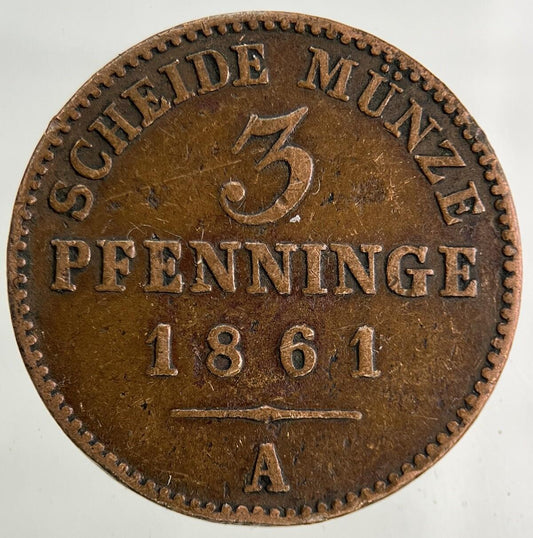 SCHEIDE MÜNZE
3
PFENNINGE
1861
A